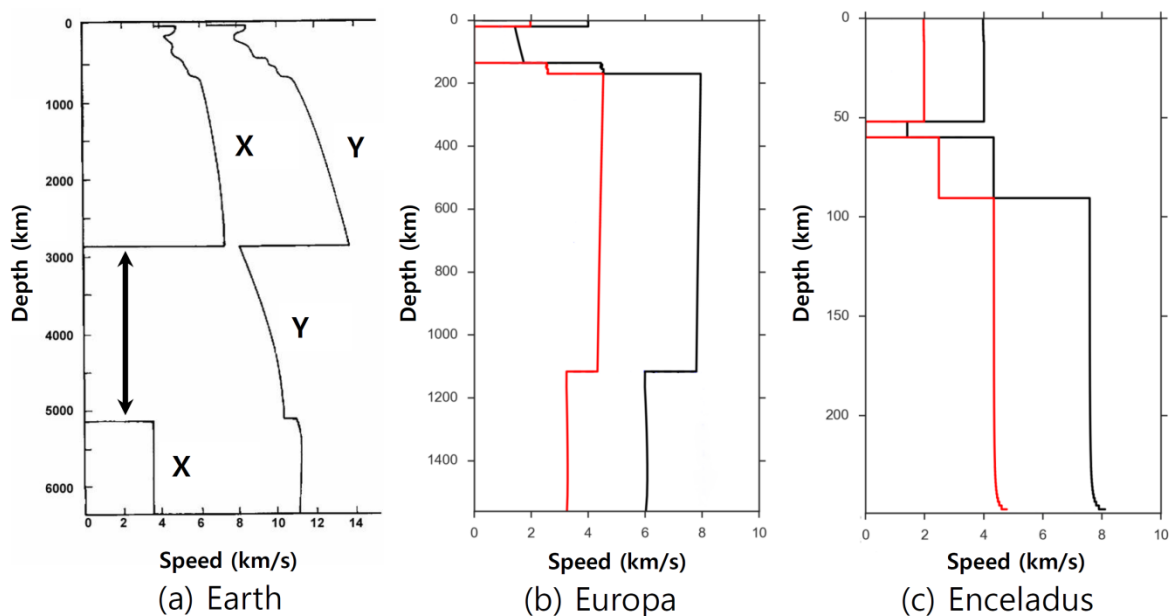 0
1000
2000
3000
4000
5000
6000
Depth (km)
X
Y
Y
X
0 2 4 6 8 10 12 14
Speed (km/s)
(a) Earth
0
200
400
600
800
1000
1200
1400
Depth (km)
0 2 4 6 8 10
Speed (km/s)
(b) Europa
0
50
100
150
200
Depth (km)
0 2 4 6 8 10
Speed (km/s)
(c) Enceladus